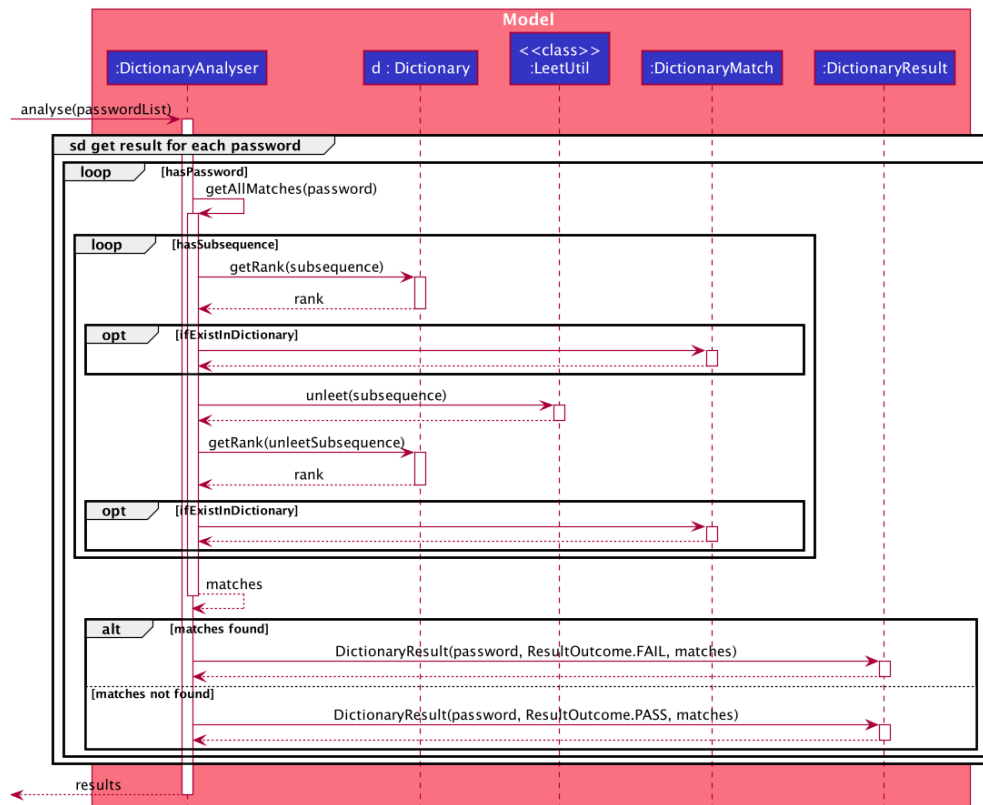 Model
:DictionaryAnalyser
d : Dictionary
<<class>>
:LeetUtil
:DictionaryMatch
:DictionaryResult
analyse(passwordList)
sd get result for each password
loop
[hasPassword]
getAllMatches(password)
loop
[hasSubsequence]
getRank(subsequence)
rank
opt
[ifExistInDictionary]
unleet(subsequence)
getRank(unleetSubsequence)
rank
opt
[ifExistInDictionary]
matches
alt
[matches found]
DictionaryResult(password, ResultOutcome.FAIL, matches)
[matches not found]
DictionaryResult(password, ResultOutcome.PASS, matches)
results